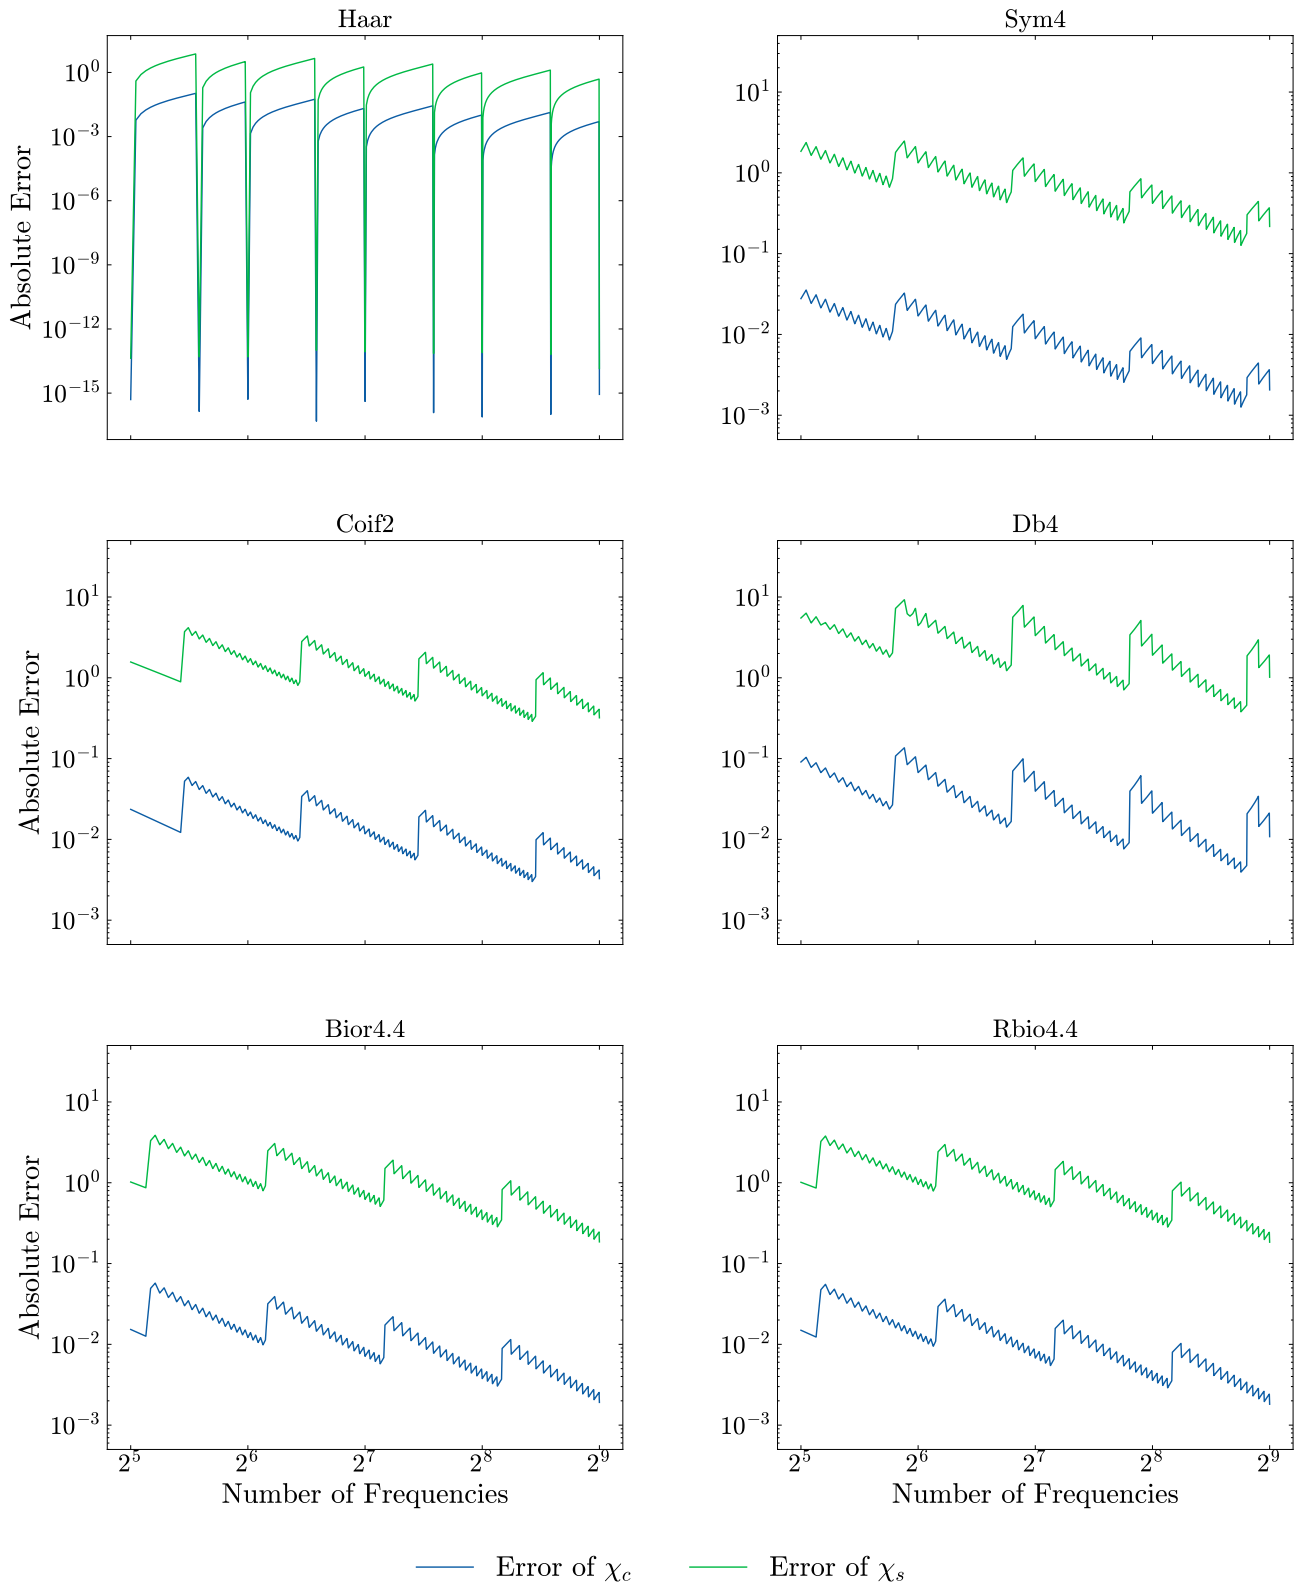 Haar
Sym4
10^0
10^-3
10^-6
10^-9
10^-12
10^-15
Absolute Error
10^1
10^0
10^-1
10^-2
10^-3
Coif2
Db4
10^1
10^0
10^-1
10^-2
10^-3
Absolute Error
10^1
10^0
10^-1
10^-2
10^-3
Bior4.4
Rbio4.4
10^1
10^0
10^-1
10^-2
10^-3
Absolute Error
10^1
10^0
10^-1
10^-2
10^-3
2^5 2^6 2^7 2^8 2^9
2^5 2^6 2^7 2^8 2^9
Number of Frequencies
Number of Frequencies
Error of χ_c
Error of χ_s